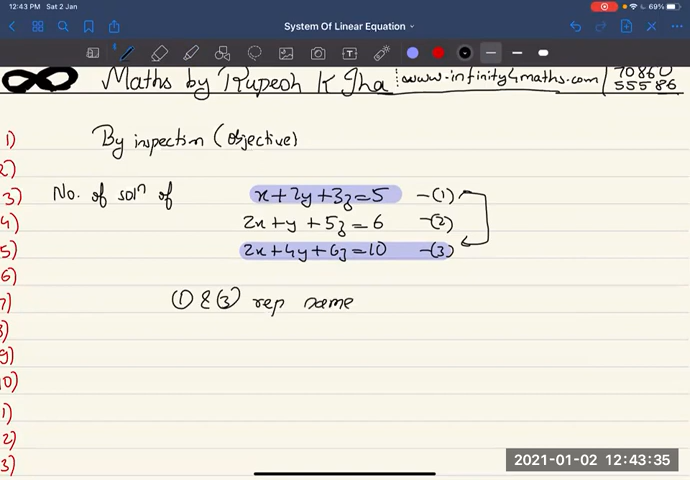 12:43 PM Sat 2 Jan 69%
System Of Linear Equation
Maths by Rupesh K Jha www.infinity4maths.com 70860
55586
1) By inspection (Objective)
2)
3) No. of solⁿ of x+2y+3z=5 -(1)
4) 2x+y+5z=6 -(2)
5) 2x+4y+6z=10 -(3)
6)
7) (1) & (3) rep same
8)
9)
10)
1)
2)
3)
2021-01-02 12:43:35